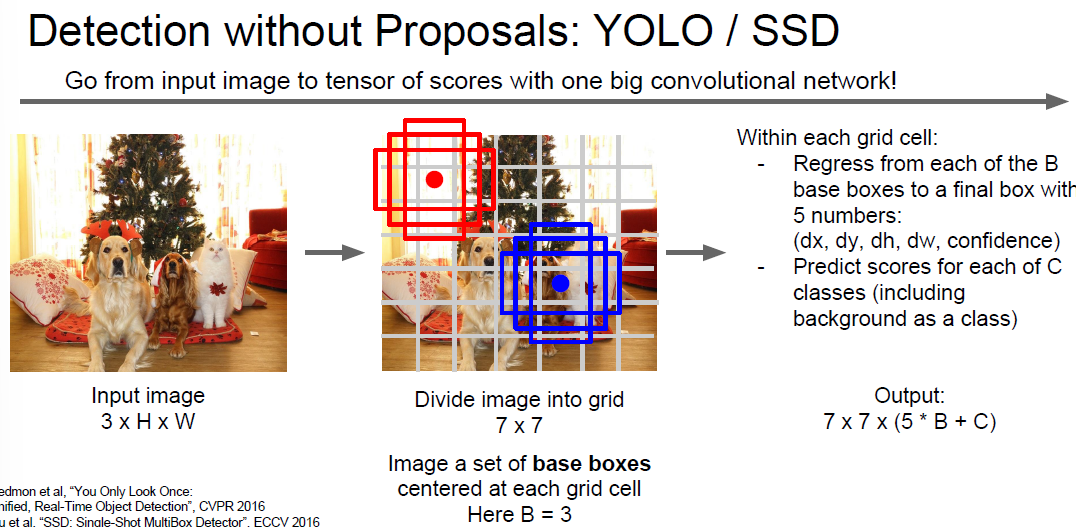 Detection without Proposals: YOLO / SSD
Go from input image to tensor of scores with one big convolutional network!
Input image
3 x H x W
Divide image into grid
7 x 7
Image a set of base boxes
centered at each grid cell
Here B = 3
Within each grid cell:
- Regress from each of the B
base boxes to a final box with
5 numbers:
(dx, dy, dh, dw, confidence)
- Predict scores for each of C
classes (including
background as a class)
Output:
7 x 7 x (5 * B + C)
edmon et al, "You Only Look Once:
nified, Real-Time Object Detection", CVPR 2016
u et al, "SSD: Single-Shot MultiBox Detector", ECCV 2016